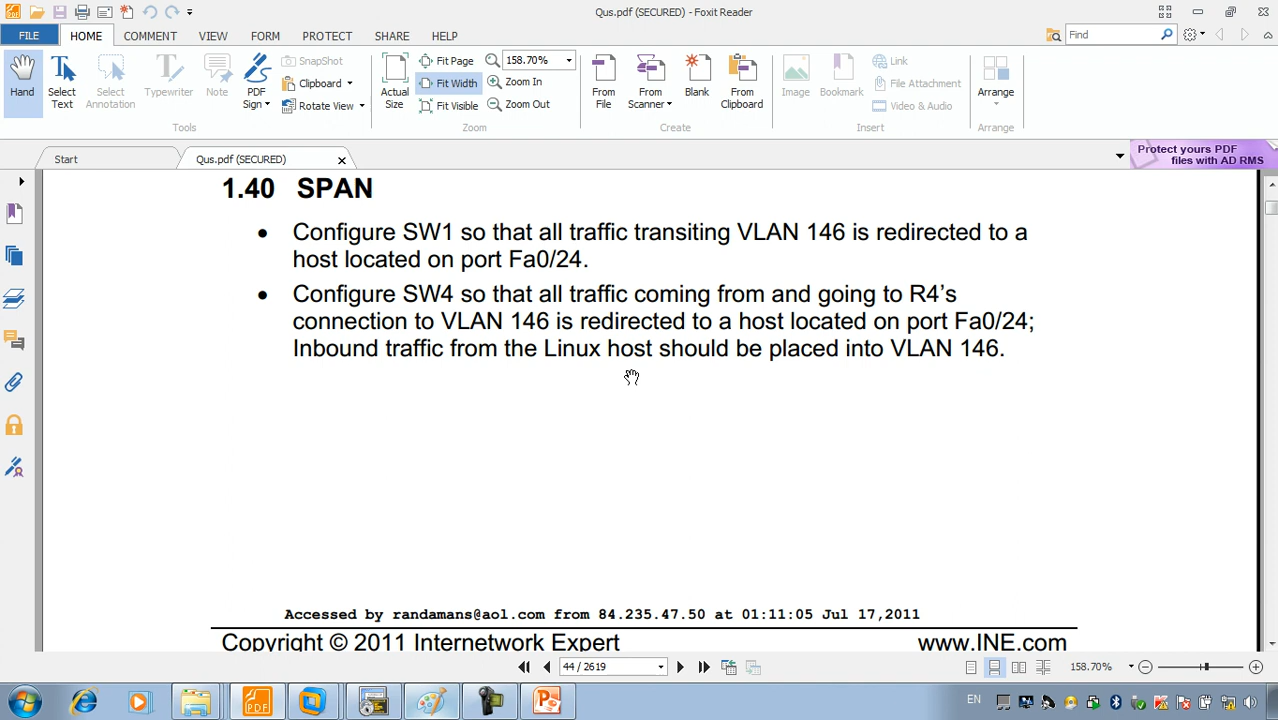 Qus.pdf (SECURED) - Foxit Reader
FILE HOME COMMENT VIEW FORM PROTECT SHARE HELP
Find
Hand
Select Text
Select Annotation
Typewriter
Note
PDF Sign
SnapShot
Clipboard
Rotate View
Tools
Actual Size
Fit Page
Fit Width
Fit Visible
158.70%
Zoom In
Zoom Out
Zoom
From File
From Scanner
Blank
From Clipboard
Create
Image
Bookmark
Link
File Attachment
Video & Audio
Insert
Arrange
Arrange
Start
Qus.pdf (SECURED)
Protect yours PDF
files with AD RMS
1.40 SPAN
• Configure SW1 so that all traffic transiting VLAN 146 is redirected to a
host located on port Fa0/24.
• Configure SW4 so that all traffic coming from and going to R4’s
connection to VLAN 146 is redirected to a host located on port Fa0/24;
Inbound traffic from the Linux host should be placed into VLAN 146.
Accessed by randamans@aol.com from 84.235.47.50 at 01:11:05 Jul 17,2011
Copyright © 2011 Internetwork Expert
www.INE.com
44 / 2619
158.70%
EN